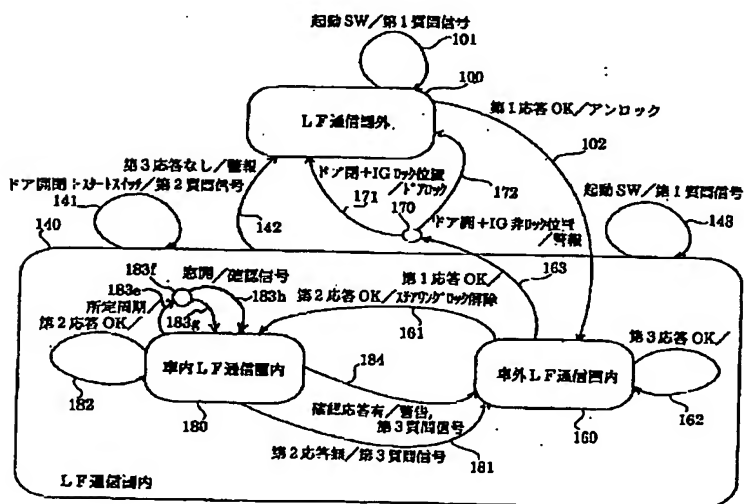 起動SW／第1質問信号
101
100
LF通信圏外
第1応答OK／アンロック
102
第3応答なし／警報
ドア閉+IGロック位置
／ドアロック
172
171
170
ドア開閉+スタートスイッチ／第2質問信号
141
140
142
起動SW／第1質問信号
143
ドア閉+IG非ロック位置
／警報
163
第1応答OK／
183f
窓開／確認信号
183e
183h
所定周期／
183g
第2応答OK／ステアリングロック解除
161
第2応答OK／
車内LF通信圏内
184
車外LF通信圏内
第3応答OK／
182
180
確認応答有／警告,
第3質問信号
160
162
第2応答無／第3質問信号
181
LF通信圏内